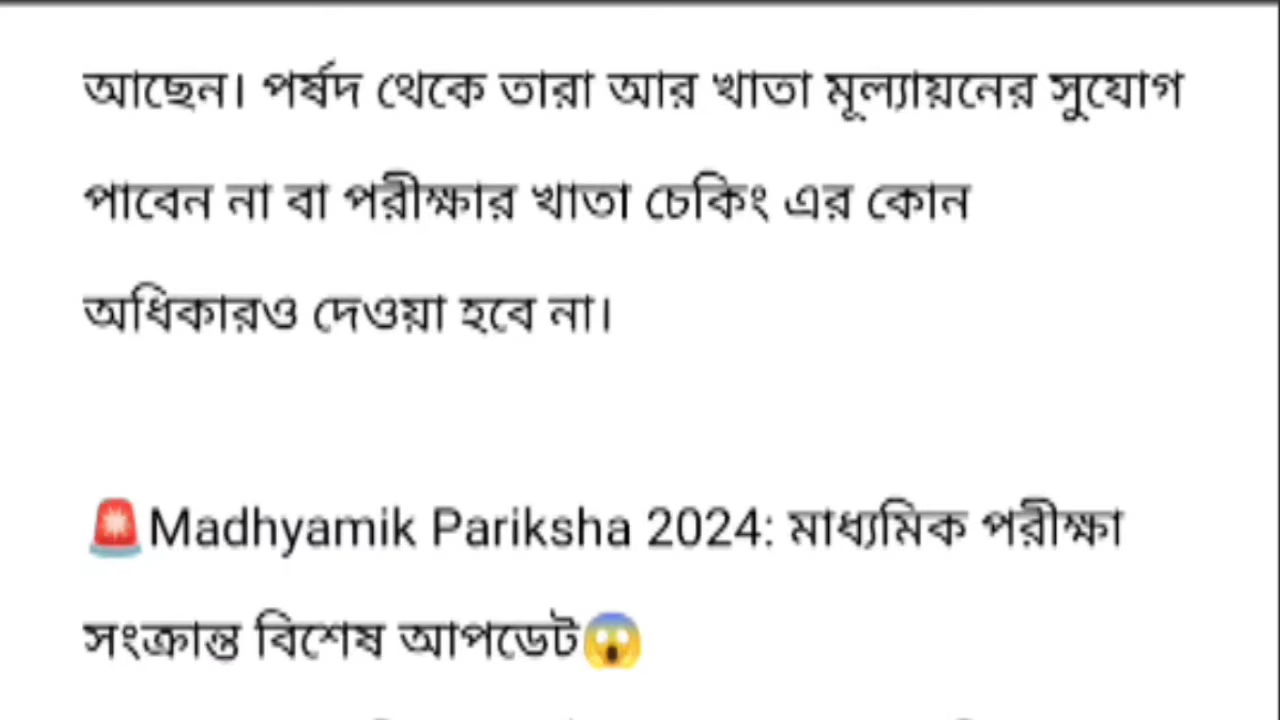 আছেন। পর্ষদ থেকে তারা আর খাতা মূল্যায়নের সুযোগ
পাবেন না বা পরীক্ষার খাতা চেকিং এর কোন
অধিকারও দেওয়া হবে না।
🚨Madhyamik Pariksha 2024: মাধ্যমিক পরীক্ষা
সংক্রান্ত বিশেষ আপডেট😱